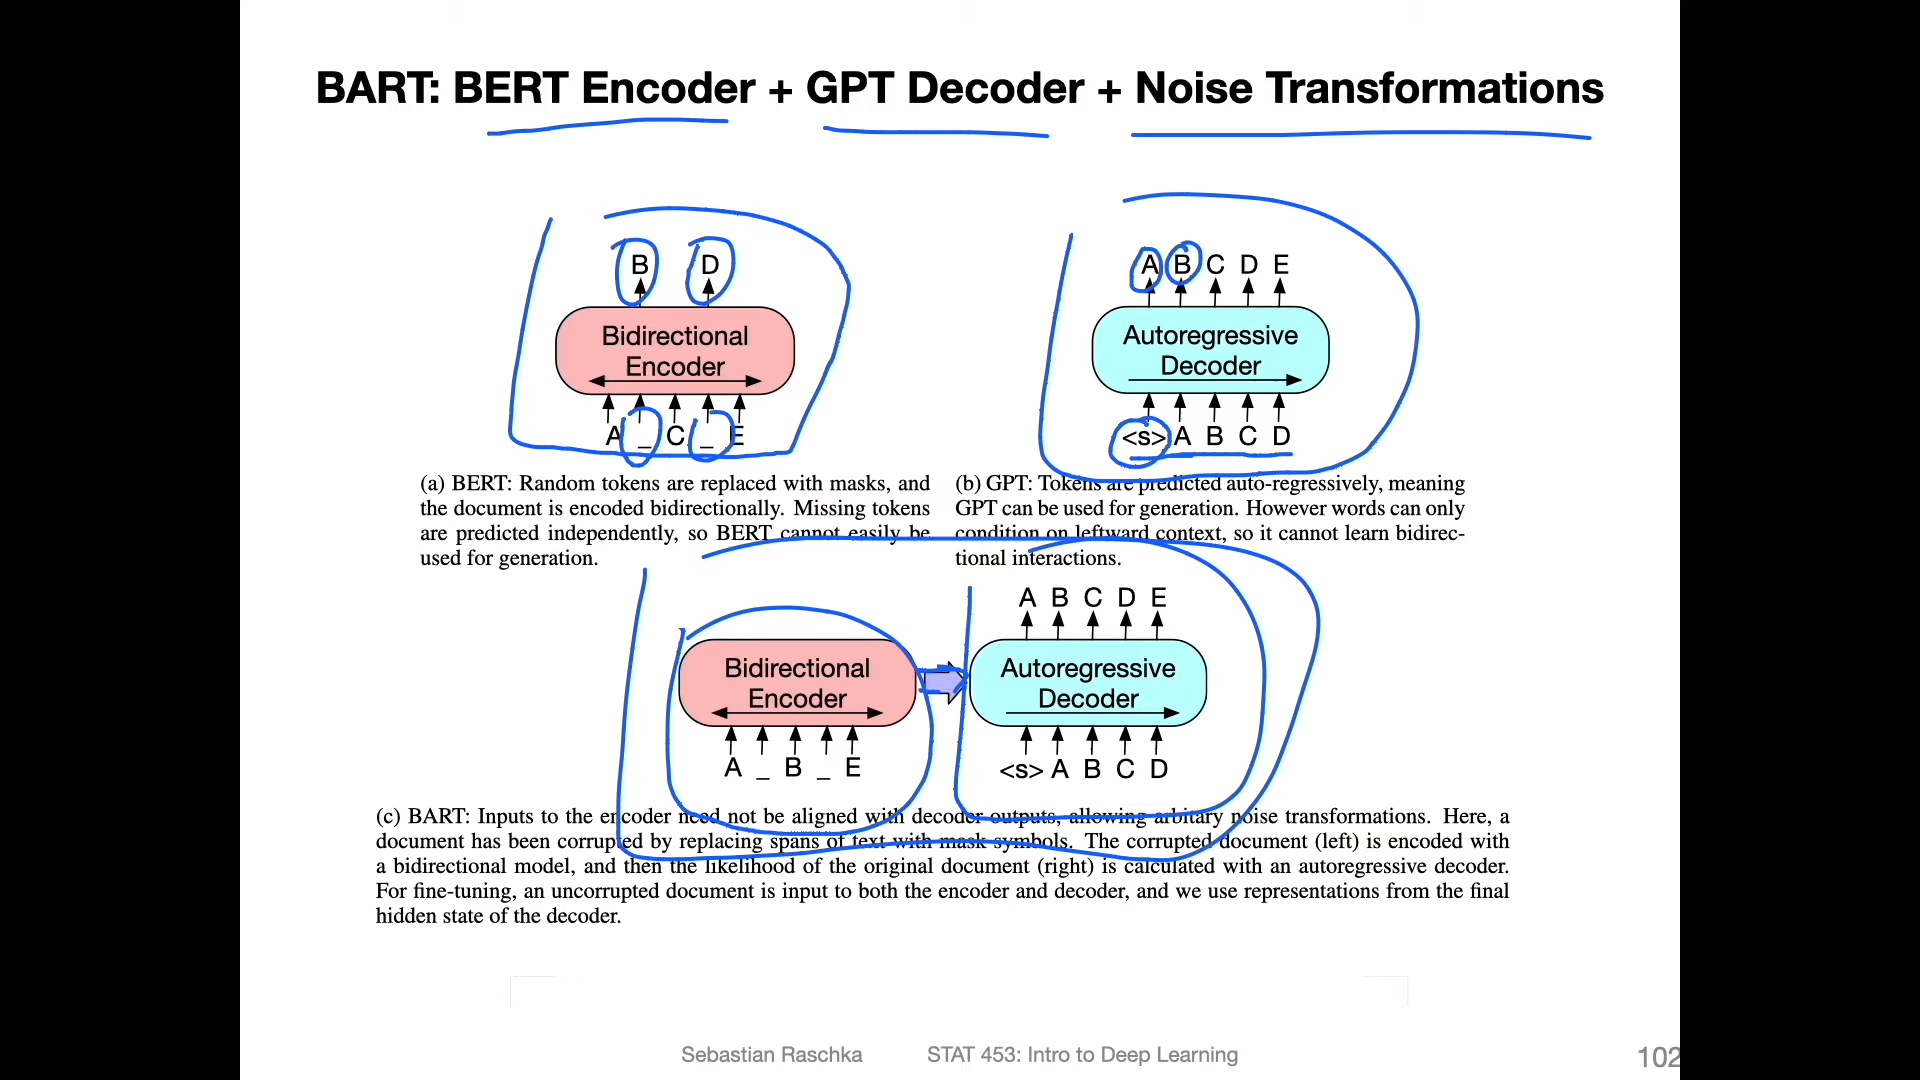 BART: BERT Encoder + GPT Decoder + Noise Transformations
B D
Bidirectional
Encoder
A _ C _ E
(a) BERT: Random tokens are replaced with masks, and
the document is encoded bidirectionally. Missing tokens
are predicted independently, so BERT cannot easily be
used for generation.
A B C D E
Autoregressive
Decoder
<s> A B C D
(b) GPT: Tokens are predicted auto-regressively, meaning
GPT can be used for generation. However words can only
condition on leftward context, so it cannot learn bidirec-
tional interactions.
Bidirectional
Encoder
A _ B _ E
A B C D E
Autoregressive
Decoder
<s> A B C D
(c) BART: Inputs to the encoder need not be aligned with decoder outputs, allowing arbitary noise transformations. Here, a
document has been corrupted by replacing spans of text with mask symbols. The corrupted document (left) is encoded with
a bidirectional model, and then the likelihood of the original document (right) is calculated with an autoregressive decoder.
For fine-tuning, an uncorrupted document is input to both the encoder and decoder, and we use representations from the final
hidden state of the decoder.
Sebastian Raschka STAT 453: Intro to Deep Learning 102